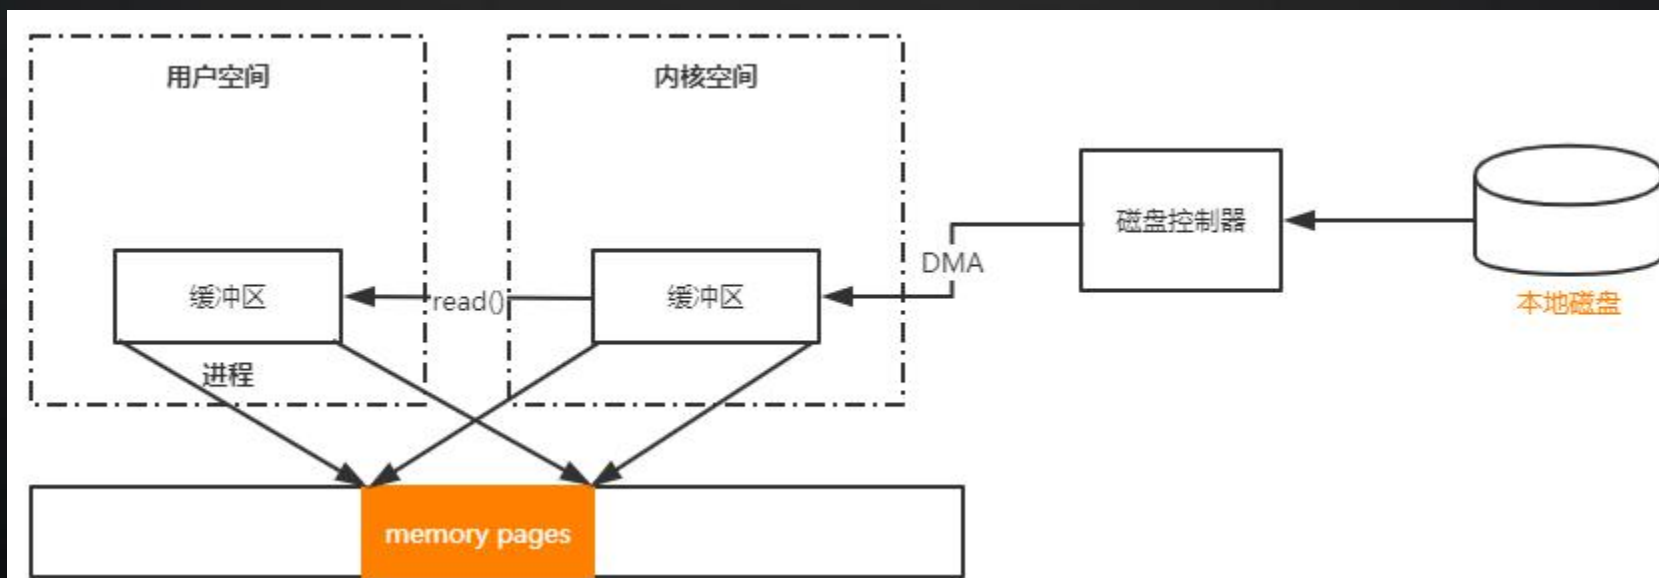 用户空间
内核空间
磁盘控制器
DMA
缓冲区
read()
缓冲区
本地磁盘
进程
memory pages